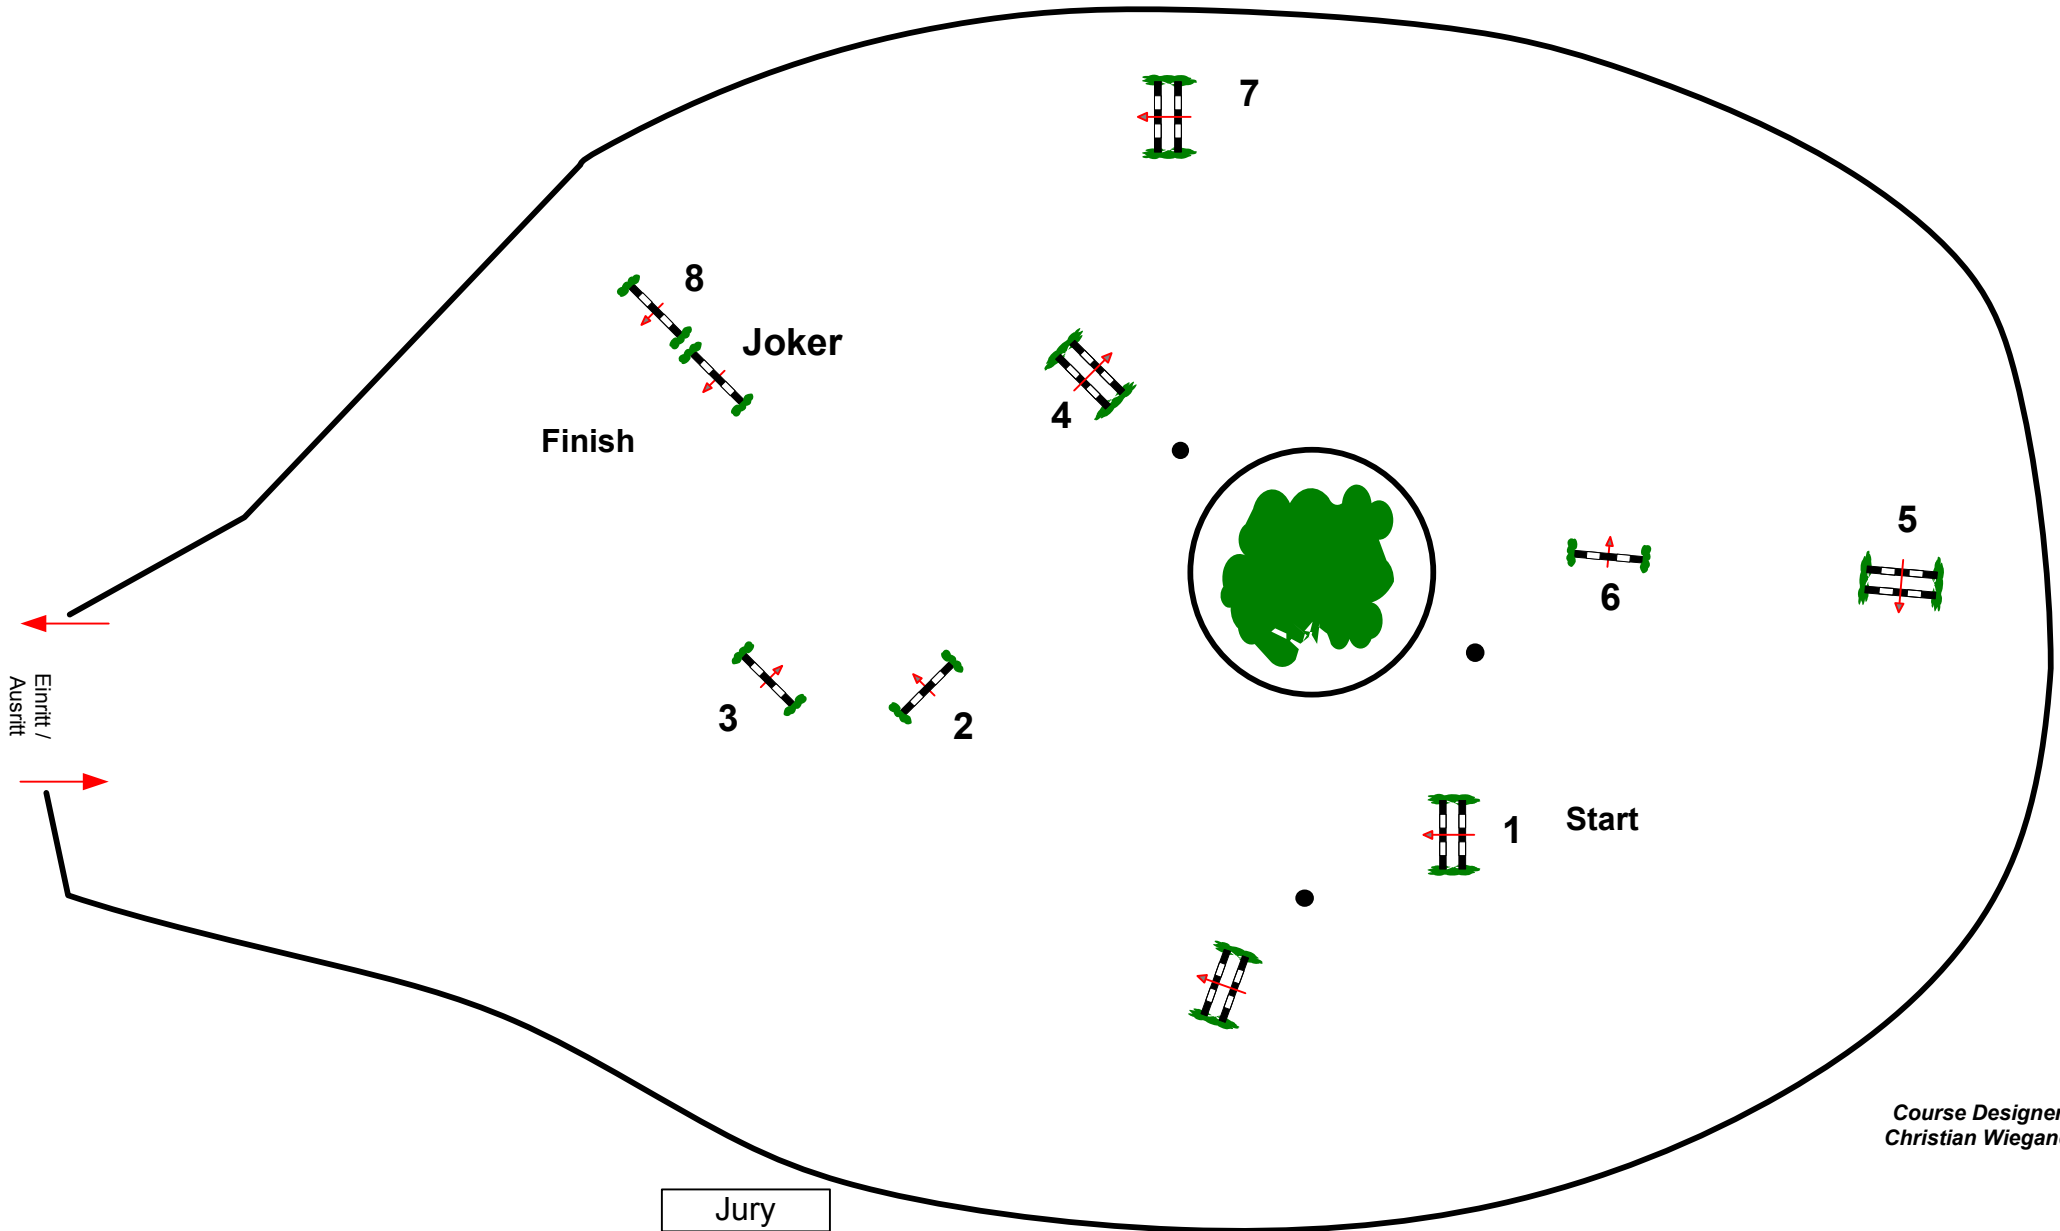 7
8
Joker
4
Finish
5
6
3
2
Einritt /
Ausritt
1
Start
Course Designer
Christian Wiegand
Jury